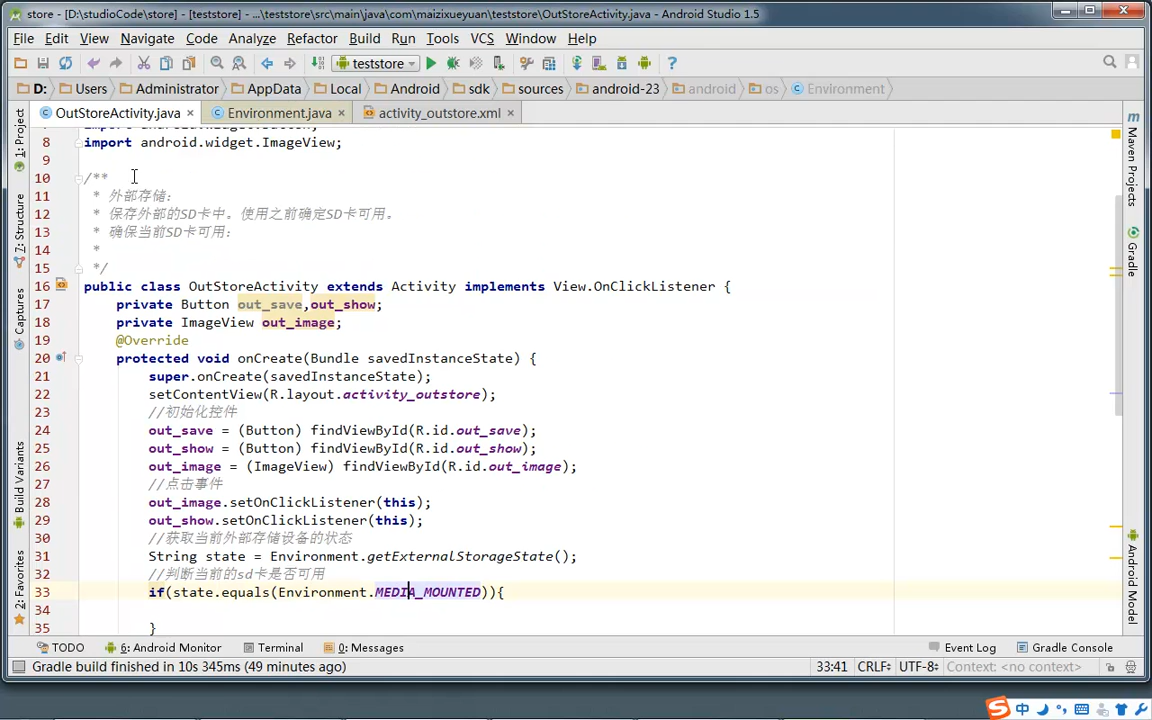 store - [D:\studioCode\store] - [teststore] - ...\teststore\src\main\java\com\maizixueyuan\teststore\OutStoreActivity.java - Android Studio 1.5
File Edit View Navigate Code Analyze Refactor Build Run Tools VCS Window Help
teststore
D: Users Administrator AppData Local Android sdk sources android-23 android os Environment
OutStoreActivity.java Environment.java activity_outstore.xml
8 import android.widget.ImageView;
9
10 /**
11 * 外部存储:
12 * 保存外部的SD卡中。使用之前确定SD卡可用。
13 * 确保当前SD卡可用:
14 *
15 */
16 public class OutStoreActivity extends Activity implements View.OnClickListener {
17 private Button out_save,out_show;
18 private ImageView out_image;
19 @Override
20 protected void onCreate(Bundle savedInstanceState) {
21 super.onCreate(savedInstanceState);
22 setContentView(R.layout.activity_outstore);
23 //初始化控件
24 out_save = (Button) findViewById(R.id.out_save);
25 out_show = (Button) findViewById(R.id.out_show);
26 out_image = (ImageView) findViewById(R.id.out_image);
27 //点击事件
28 out_image.setOnClickListener(this);
29 out_show.setOnClickListener(this);
30 //获取当前外部存储设备的状态
31 String state = Environment.getExternalStorageState();
32 //判断当前的sd卡是否可用
33 if(state.equals(Environment.MEDIA_MOUNTED)){
34
35 }
1: Project
7: Structure
Captures
Build Variants
2: Favorites
Maven Projects
Gradle
Android Model
TODO 6: Android Monitor Terminal 0: Messages Event Log Gradle Console
Gradle build finished in 10s 345ms (49 minutes ago) 33:41 CRLF UTF-8 Context: <no context>
中